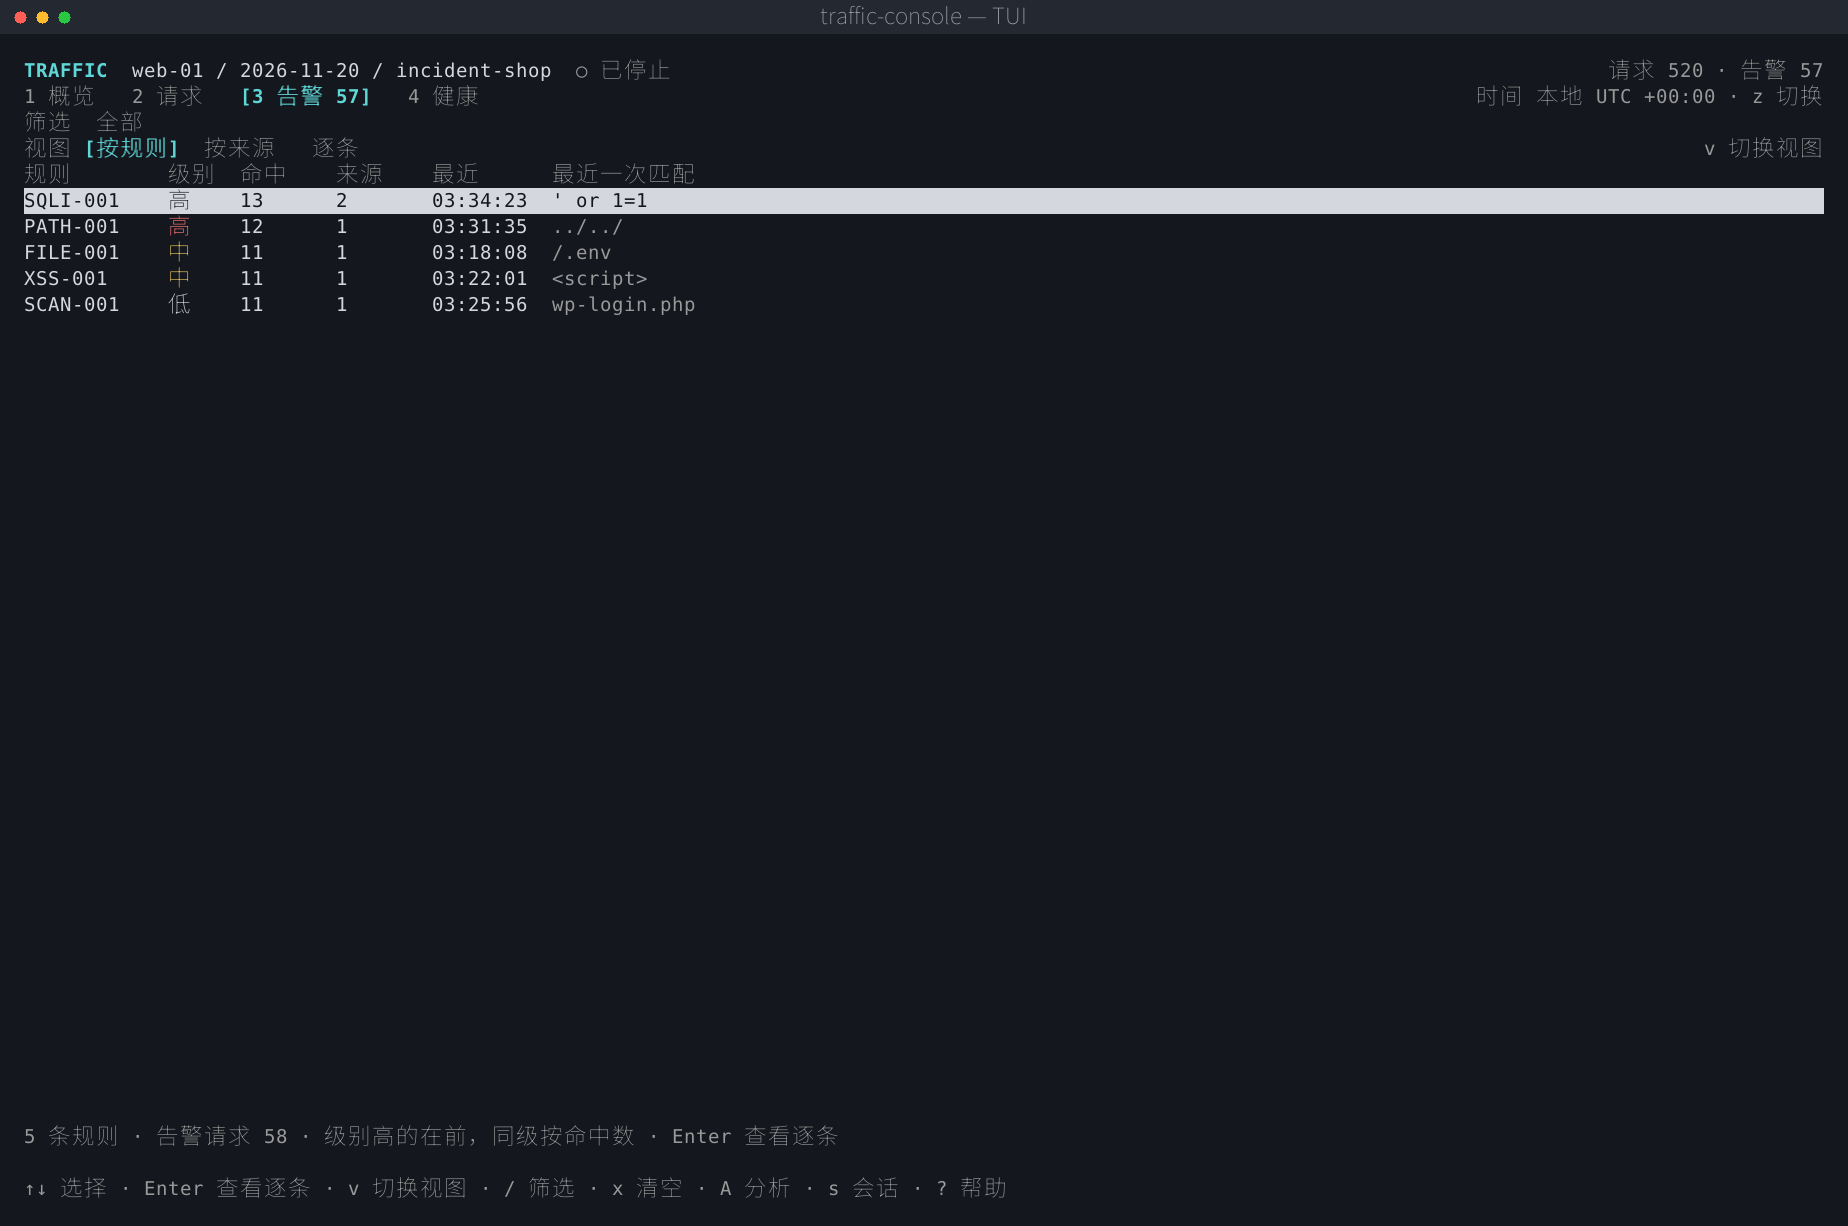 traffic-console — TUI
TRAFFIC web-01 / 2026-11-20 / incident-shop ○ 已停止 请求 520 · 告警 57
1 概览 2 请求 [3 告警 57] 4 健康 时间 本地 UTC +00:00 · z 切换
筛选 全部
视图 [按规则] 按来源 逐条 v 切换视图
规则 级别 命中 来源 最近 最近一次匹配
SQLI-001 高 13 2 03:34:23 ' or 1=1
PATH-001 高 12 1 03:31:35 ../../
FILE-001 中 11 1 03:18:08 /.env
XSS-001 中 11 1 03:22:01 <script>
SCAN-001 低 11 1 03:25:56 wp-login.php
5 条规则 · 告警请求 58 · 级别高的在前，同级按命中数 · Enter 查看逐条
↑↓ 选择 · Enter 查看逐条 · v 切换视图 · / 筛选 · x 清空 · A 分析 · s 会话 · ? 帮助